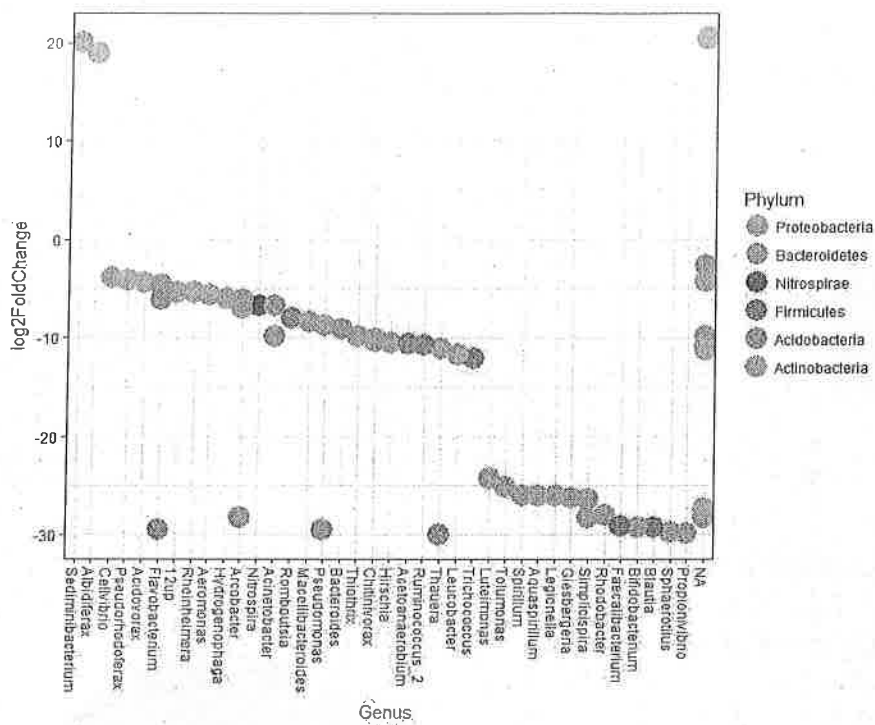 20
10
0
-10
-20
-30
log2FoldChange
Sediminibacterium
Albidiferax
Cellvibrio
Pseudorhodoferax
Acidovorax
Flavobacterium
12up
Rheinheimera
Aeromonas
Hydrogenophaga
Arcobacter
Nitrospira
Acinetobacter
Romboutsia
Macellibacteroides
Pseudomonas
Bacteroides
Thiothrix
Chitinivorax
Hirschia
Acetoanaerobium
Ruminococcus_2
Thauera
Leucobacter
Trichococcus
Luteimonas
Tolumonas
Spirillum
Aquaspirillum
Legionella
Giesbergeria
Simplicispira
Rhodobacter
Faecalibacterium
Bifidobacterium
Blautia
Sphaerotilus
Propionivibrio
NA
Genus
Phylum
Proteobacteria
Bacteroidetes
Nitrospirae
Firmicutes
Acidobacteria
Actinobacteria